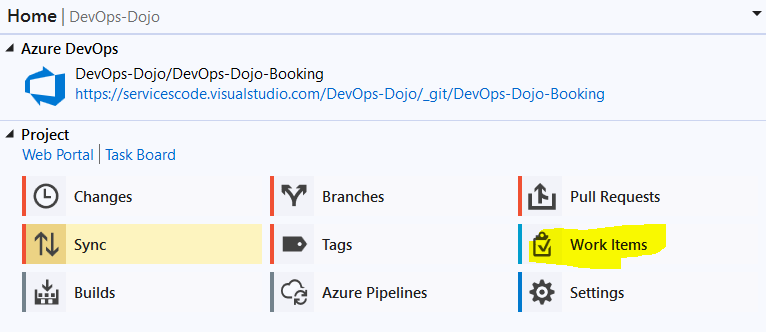 Home | DevOps-Dojo
Azure DevOps
DevOps-Dojo/DevOps-Dojo-Booking
https://servicescode.visualstudio.com/DevOps-Dojo/_git/DevOps-Dojo-Booking
Project
Web Portal | Task Board
Changes Branches Pull Requests
Sync Tags Work Items
Builds Azure Pipelines Settings